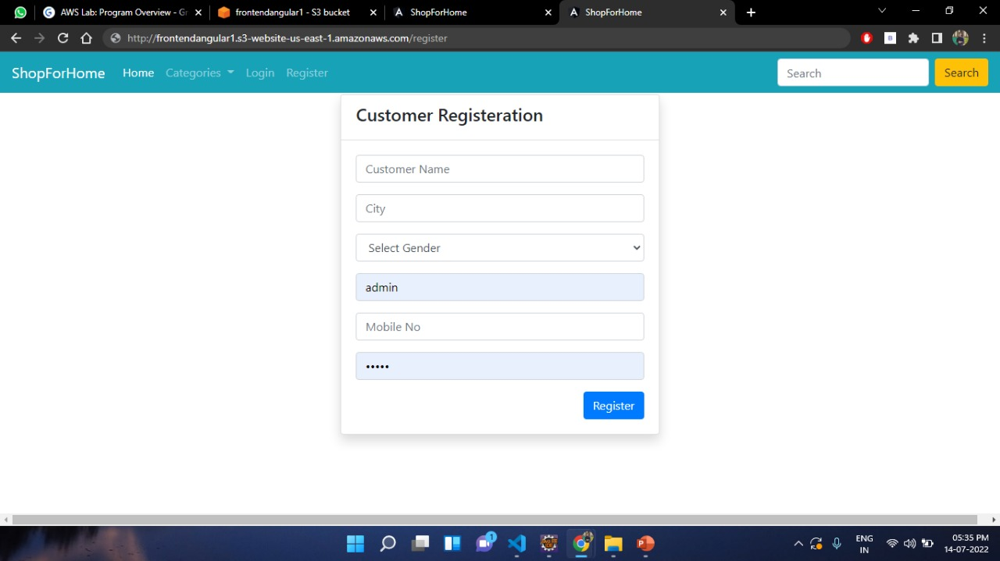 AWS Lab: Program Overview - Gr
frontendangular1 - S3 bucket
ShopForHome
ShopForHome
http://frontendangular1.s3-website-us-east-1.amazonaws.com/register
ShopForHome Home Categories Login Register Search Search
Customer Registeration
Customer Name
City
Select Gender
admin
Mobile No
•••••
Register
1
ENG
IN
05:35 PM
14-07-2022